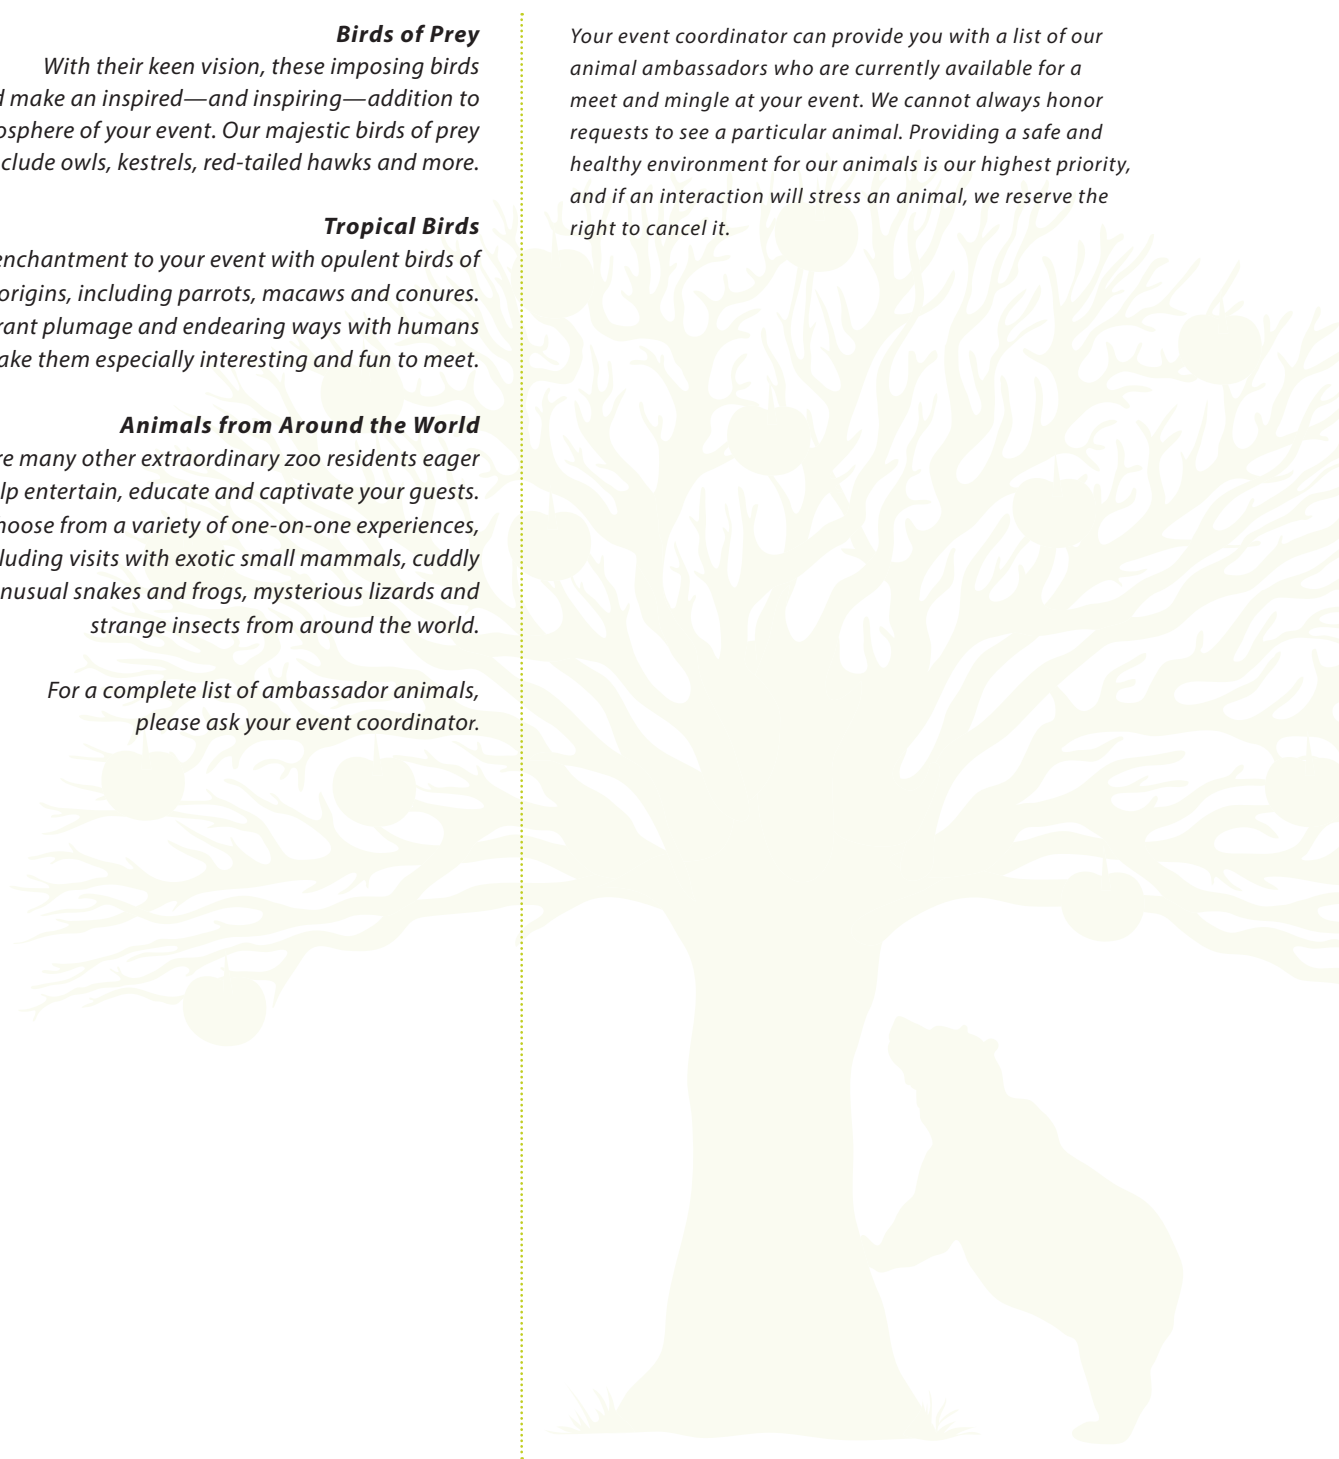 Birds of Prey
With their keen vision, these imposing birds
make an inspired—and inspiring—addition to
of your event. Our majestic birds of prey
owls, kestrels, red-tailed hawks and more.
Tropical Birds
enchantment to your event with opulent birds of
origins, including parrots, macaws and conures.
plumage and endearing ways with humans
them especially interesting and fun to meet.
Animals from Around the World
many other extraordinary zoo residents eager
entertain, educate and captivate your guests.
from a variety of one-on-one experiences,
visits with exotic small mammals, cuddly
snakes and frogs, mysterious lizards and
strange insects from around the world.
For a complete list of ambassador animals,
please ask your event coordinator.
Your event coordinator can provide you with a list of our
animal ambassadors who are currently available for a
meet and mingle at your event. We cannot always honor
requests to see a particular animal. Providing a safe and
healthy environment for our animals is our highest priority,
and if an interaction will stress an animal, we reserve the
right to cancel it.